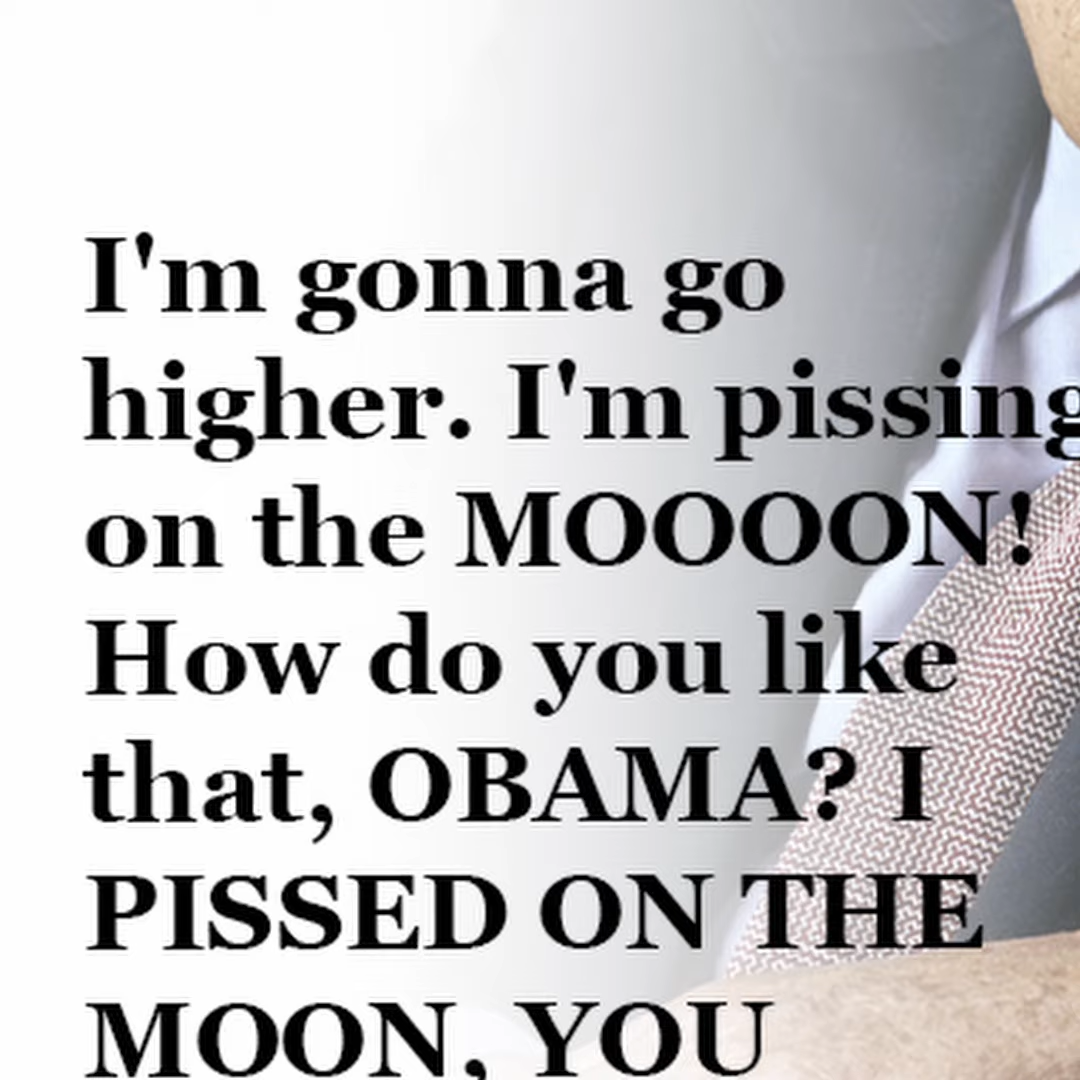 I'm gonna go
higher. I'm pissing
on the MOOOON!
How do you like
that, OBAMA? I
PISSED ON THE
MOON, YOU